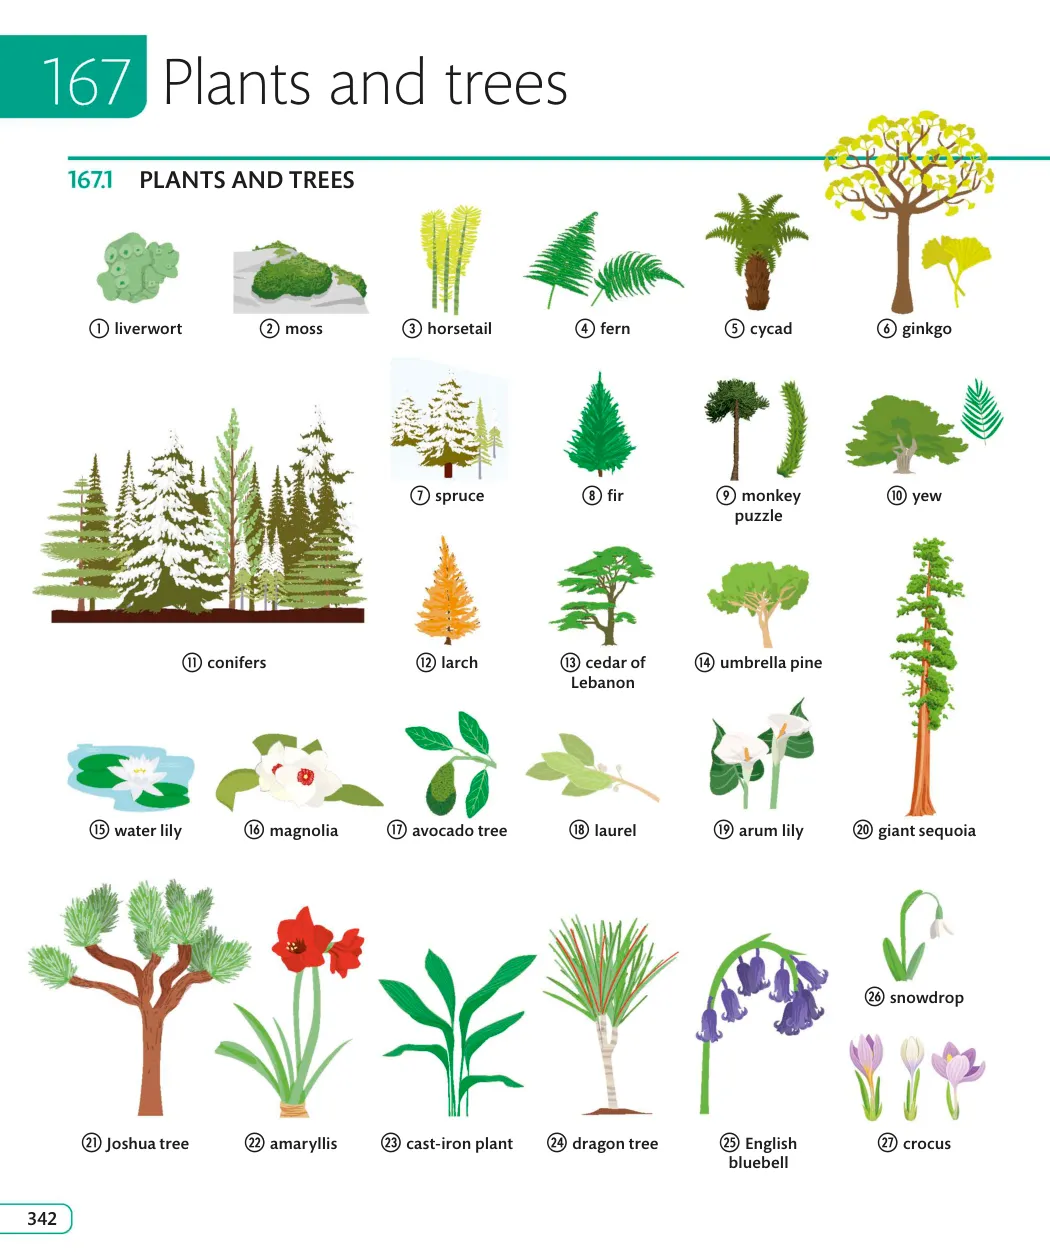 167 Plants and trees
167.1 PLANTS AND TREES
1 liverwort
2 moss
3 horsetail
4 fern
5 cycad
6 ginkgo
7 spruce
8 fir
9 monkey
puzzle
10 yew
11 conifers
12 larch
13 cedar of
Lebanon
14 umbrella pine
15 water lily
16 magnolia
17 avocado tree
18 laurel
19 arum lily
20 giant sequoia
21 Joshua tree
22 amaryllis
23 cast-iron plant
24 dragon tree
25 English
bluebell
26 snowdrop
27 crocus
342